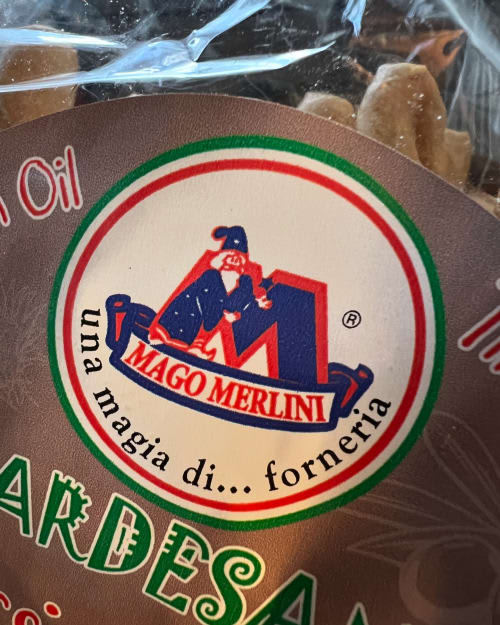 Oil
®
MAGO MERLINI
una magia di... forneria